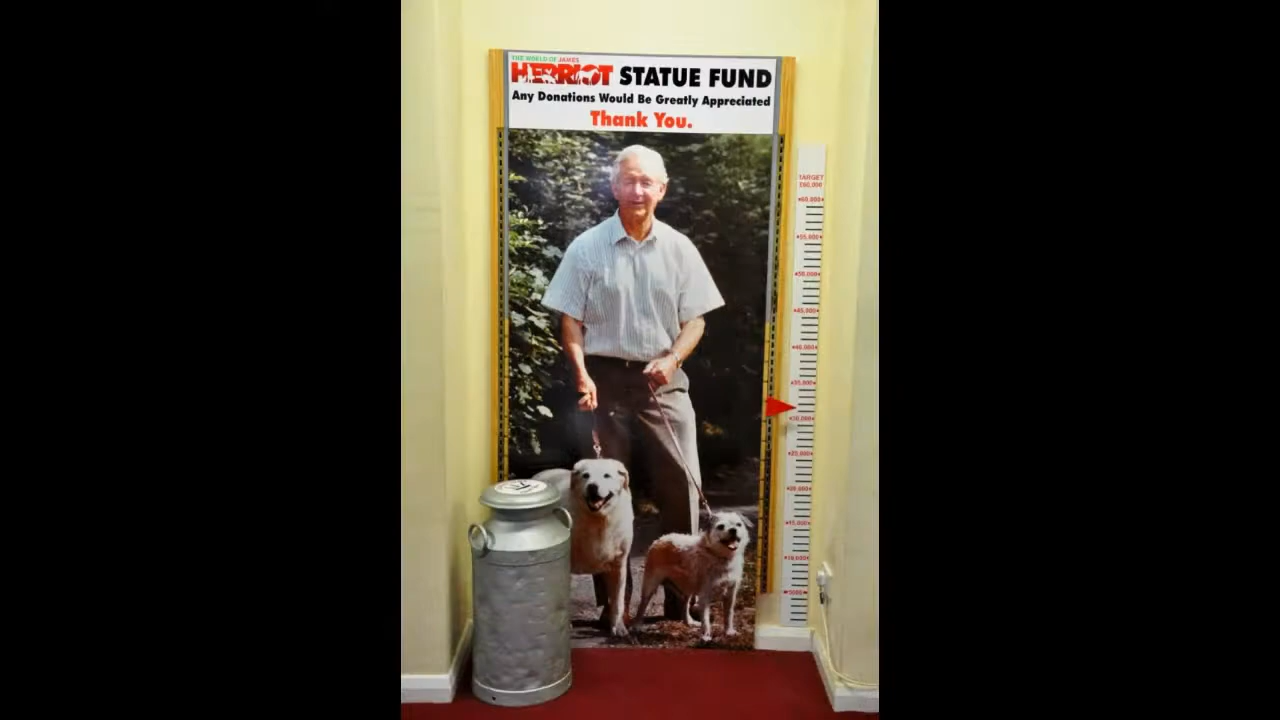 THE WORLD OF JAMES
HERRIOT STATUE FUND
Any Donations Would Be Greatly Appreciated
Thank You.
TARGET
£60,000
60,000
55,000
50,000
45,000
40,000
35,000
30,000
25,000
20,000
15,000
10,000
5000